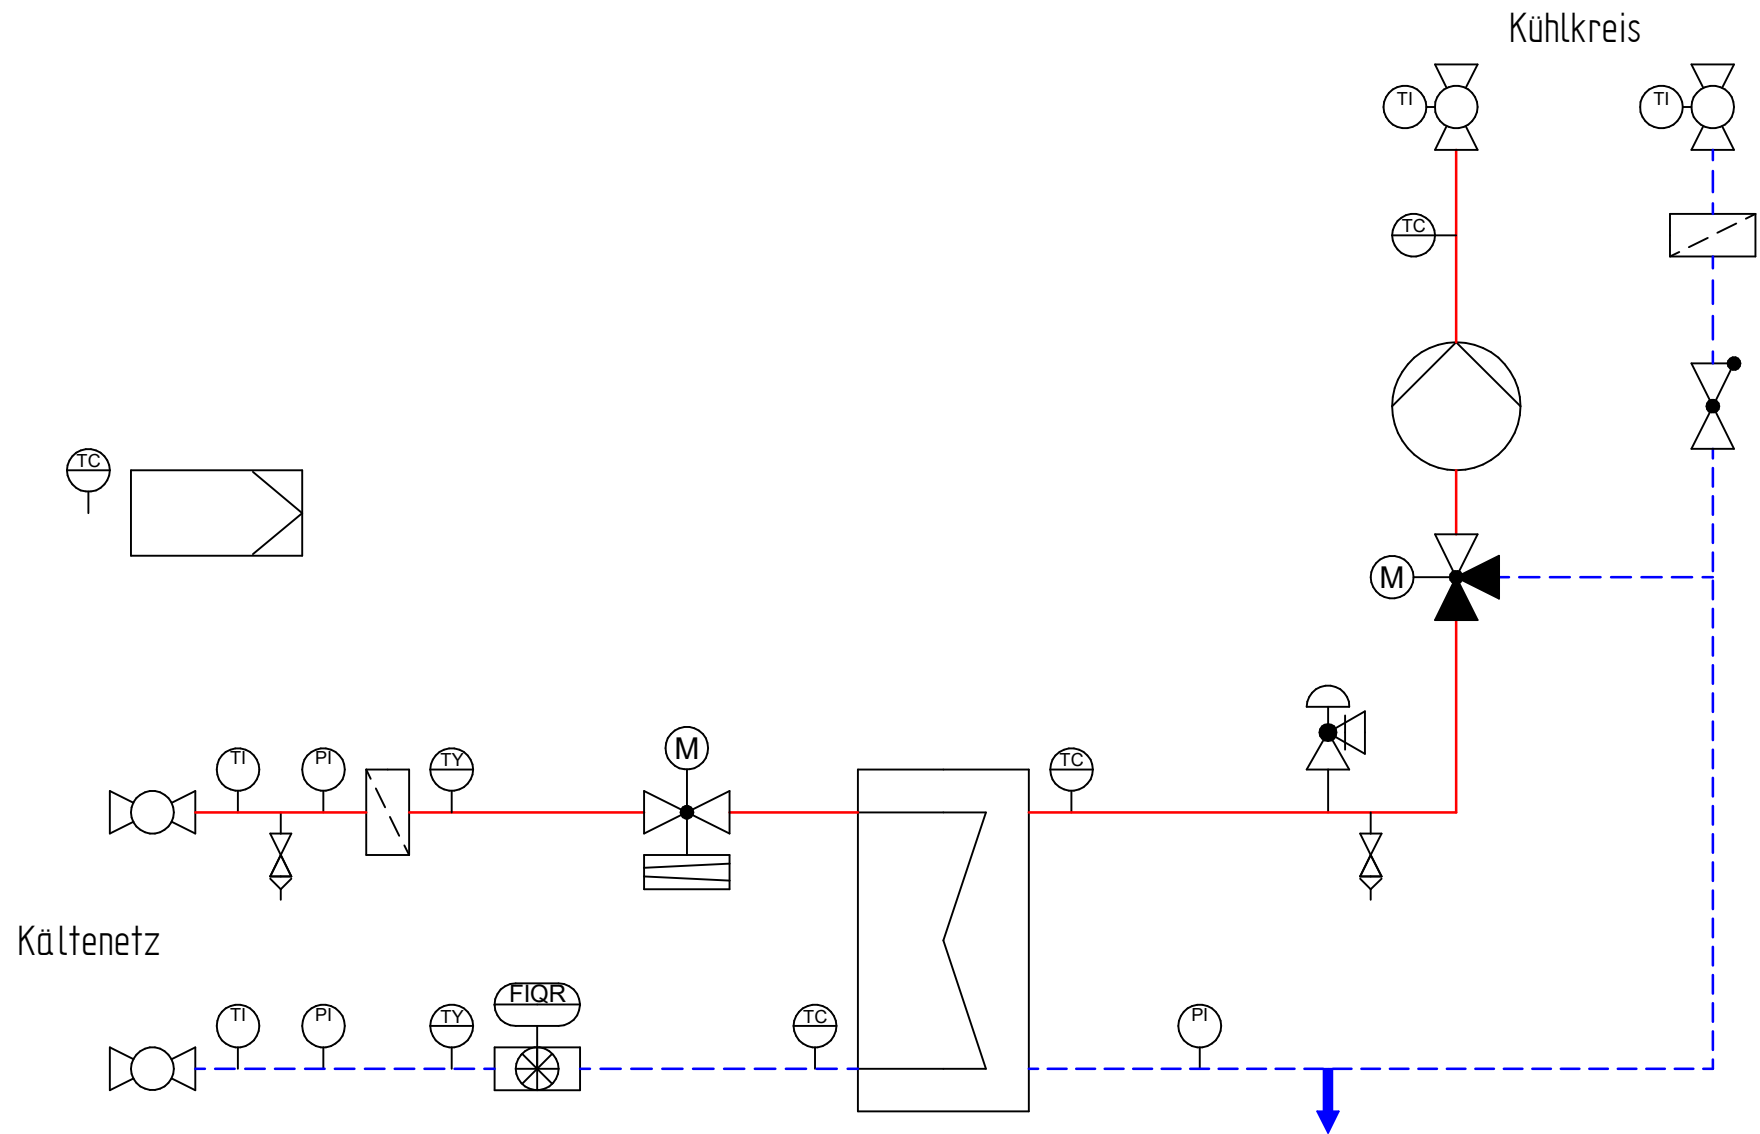 Kühlkreis
TI
TI
TC
TC
M
M
TI
PI
TY
TC
Kältenetz
FIQR
TI
PI
TY
TC
PI